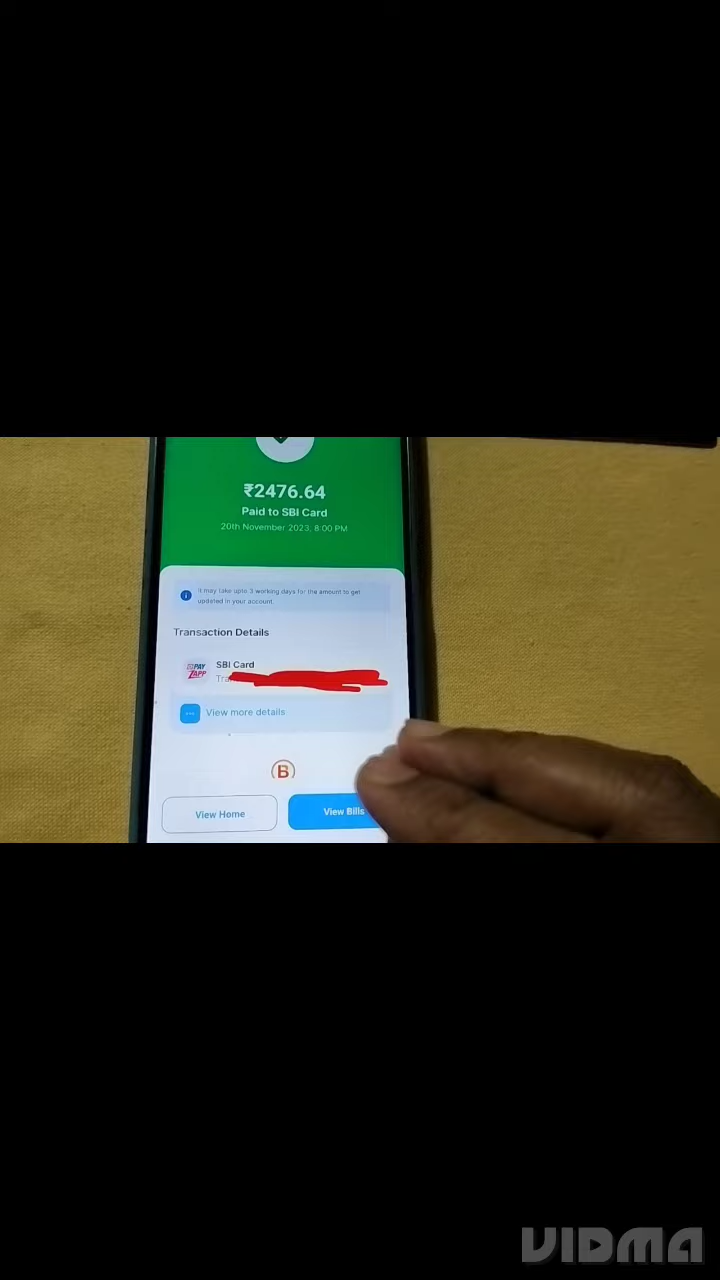 ₹2476.64
Paid to SBI Card
20th November 2023, 8:00 PM
It may take upto 3 working days for the amount to get
updated in your account.
Transaction Details
PAY
ZAPP
SBI Card
View more details
B
View Home
View Bills
VIDMA